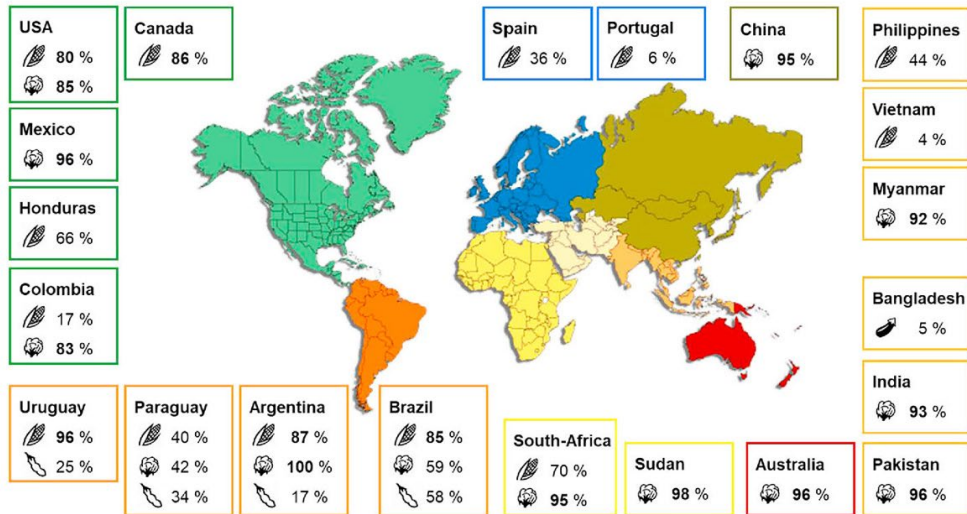 USA
80 %
85 %
Canada
86 %
Spain
36 %
Portugal
6 %
China
95 %
Philippines
44 %
Mexico
96 %
Vietnam
4 %
Honduras
66 %
Myanmar
92 %
Colombia
17 %
83 %
Bangladesh
5 %
India
93 %
Uruguay
96 %
25 %
Paraguay
40 %
42 %
34 %
Argentina
87 %
100 %
17 %
Brazil
85 %
59 %
58 %
South-Africa
70 %
95 %
Sudan
98 %
Australia
96 %
Pakistan
96 %